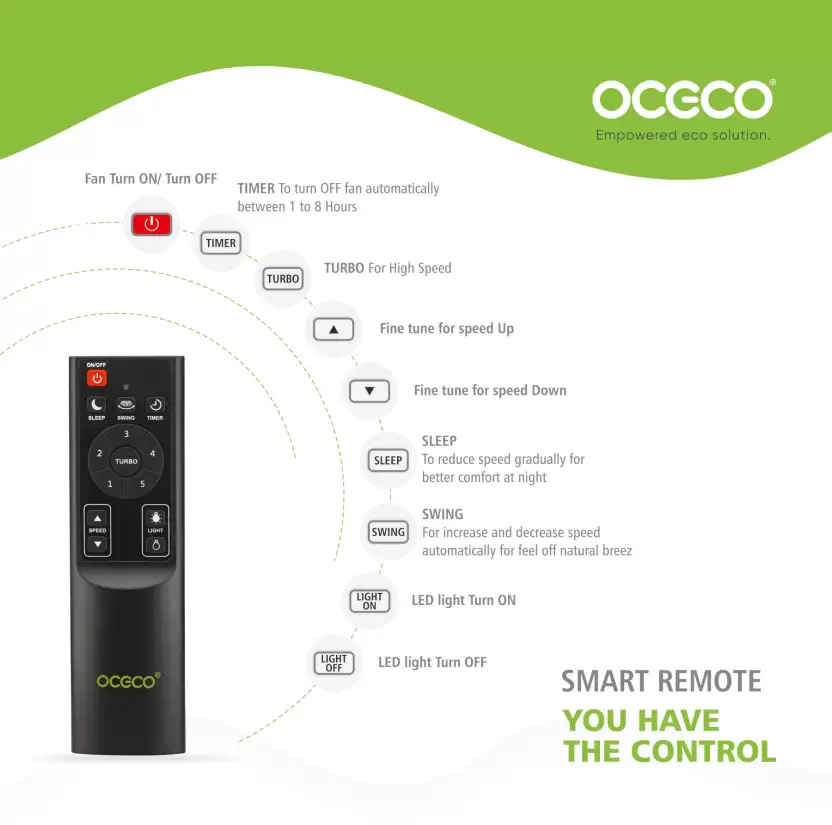 OCECO®
Empowered eco solution.
Fan Turn ON/ Turn OFF
TIMER To turn OFF fan automatically
between 1 to 8 Hours
TIMER
TURBO For High Speed
TURBO
Fine tune for speed Up
Fine tune for speed Down
SLEEP
To reduce speed gradually for
better comfort at night
SLEEP
SWING
For increase and decrease speed
automatically for feel off natural breez
SWING
LIGHT
ON
LED light Turn ON
LIGHT
OFF
LED light Turn OFF
ON/OFF
SLEEP SWING TIMER
3
2 TURBO 4
1 5
SPEED LIGHT
OCECO®
SMART REMOTE
YOU HAVE
THE CONTROL